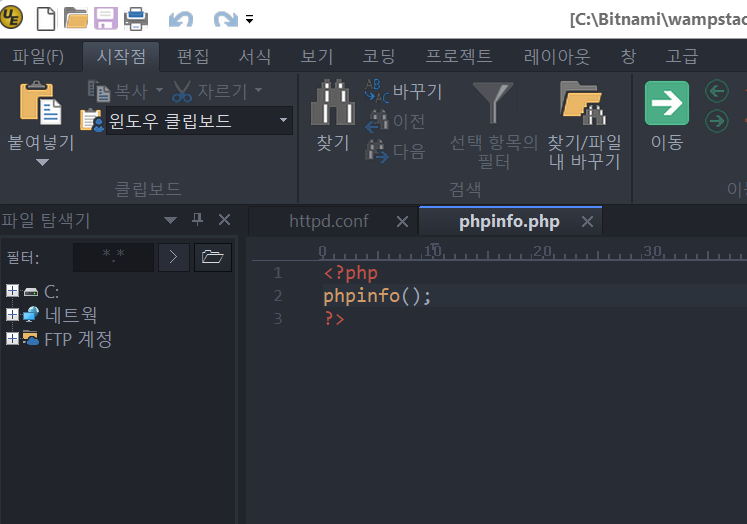 UE
[C:\Bitnami\wampstac
파일(F) 시작점 편집 서식 보기 코딩 프로젝트 레이아웃 창 고급
붙여넣기
복사 자르기
윈도우 클립보드
클립보드
찾기
바꾸기
이전
다음
선택 항목의
필터
찾기/파일
내 바꾸기
검색
이동
파일 탐색기
필터: *.*
C:
네트웍
FTP 계정
httpd.conf phpinfo.php
0 10 20 30
1 <?php
2 phpinfo();
3 ?>